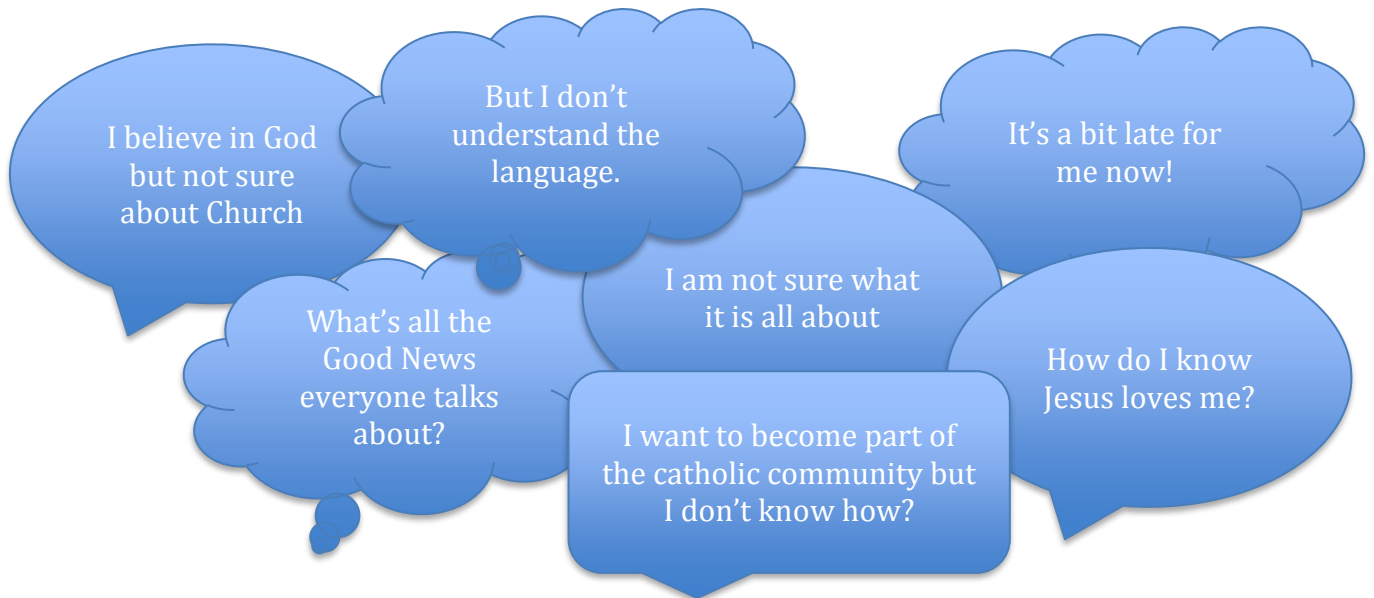 I believe in God
but not sure
about Church
But I don’t
understand the
language.
It’s a bit late for
me now!
What’s all the
Good News
everyone talks
about?
I am not sure what
it is all about
How do I know
Jesus loves me?
I want to become part of
the catholic community but
I don’t know how?